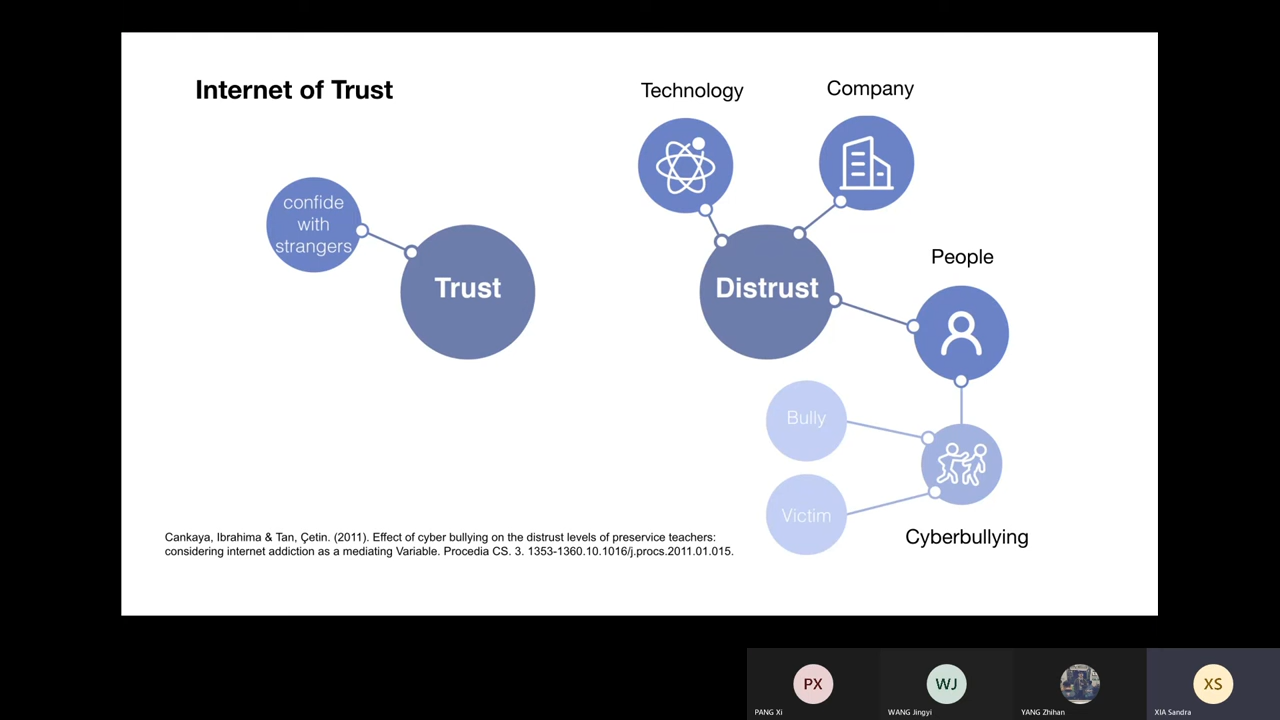 Internet of Trust
Technology
Company
confide
with
strangers
Trust
Distrust
People
Bully
Victim
Cyberbullying
Cankaya, Ibrahima & Tan, Çetin. (2011). Effect of cyber bullying on the distrust levels of preservice teachers:
considering internet addiction as a mediating Variable. Procedia CS. 3. 1353-1360.10.1016/j.procs.2011.01.015.
PX
WJ
XS
PANG Xi
WANG Jingyi
YANG Zhihan
XIA Sandra